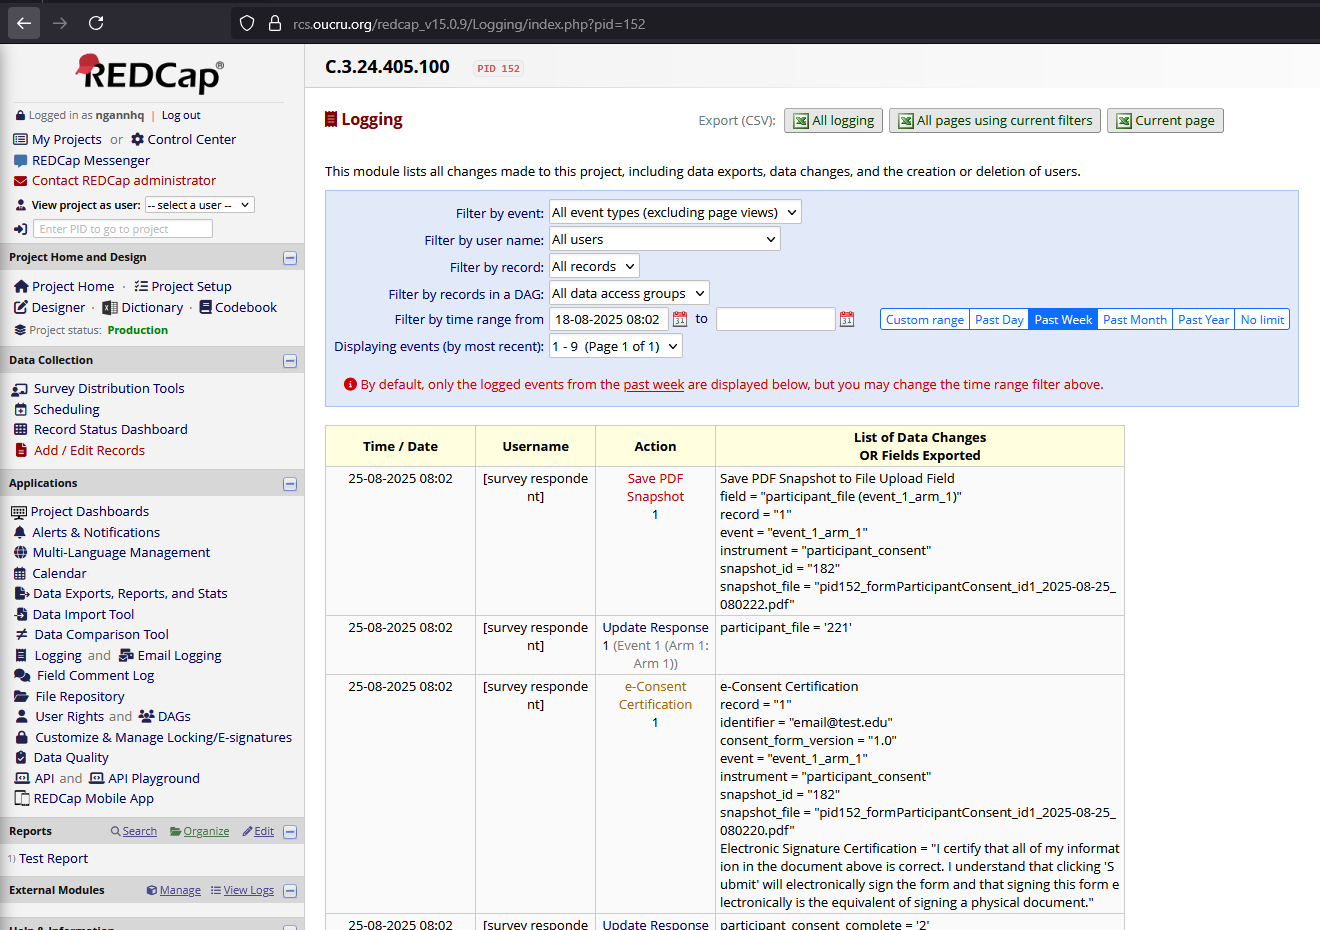 rcs.oucru.org/redcap_v15.0.9/Logging/index.php?pid=152
REDCap®
Logged in as ngannhq | Log out
My Projects or Control Center
REDCap Messenger
Contact REDCap administrator
View project as user: -- select a user --
Enter PID to go to project
Project Home and Design
Project Home · Project Setup
Designer · Dictionary · Codebook
Project status: Production
Data Collection
Survey Distribution Tools
Scheduling
Record Status Dashboard
Add / Edit Records
Applications
Project Dashboards
Alerts & Notifications
Multi-Language Management
Calendar
Data Exports, Reports, and Stats
Data Import Tool
Data Comparison Tool
Logging and Email Logging
Field Comment Log
File Repository
User Rights and DAGs
Customize & Manage Locking/E-signatures
Data Quality
API and API Playground
REDCap Mobile App
Reports Search Organize Edit
1) Test Report
External Modules Manage View Logs
Help & Information
C.3.24.405.100 PID 152
Logging
Export (CSV): All logging All pages using current filters Current page
This module lists all changes made to this project, including data exports, data changes, and the creation or deletion of users.
Filter by event: All event types (excluding page views)
Filter by user name: All users
Filter by record: All records
Filter by records in a DAG: All data access groups
Filter by time range from 18-08-2025 08:02 to
Custom range Past Day Past Week Past Month Past Year No limit
Displaying events (by most recent): 1 - 9 (Page 1 of 1)
By default, only the logged events from the past week are displayed below, but you may change the time range filter above.
Time / Date Username Action List of Data Changes
OR Fields Exported
25-08-2025 08:02
[survey responde
nt]
Save PDF
Snapshot
1
Save PDF Snapshot to File Upload Field
field = "participant_file (event_1_arm_1)"
record = "1"
event = "event_1_arm_1"
instrument = "participant_consent"
snapshot_id = "182"
snapshot_file = "pid152_formParticipantConsent_id1_2025-08-25_
080222.pdf"
25-08-2025 08:02
[survey responde
nt]
Update Response
1 (Event 1 (Arm 1:
Arm 1))
participant_file = '221'
25-08-2025 08:02
[survey responde
nt]
e-Consent
Certification
1
e-Consent Certification
record = "1"
identifier = "email@test.edu"
consent_form_version = "1.0"
event = "event_1_arm_1"
instrument = "participant_consent"
snapshot_id = "182"
snapshot_file = "pid152_formParticipantConsent_id1_2025-08-25_
080220.pdf"
Electronic Signature Certification = "I certify that all of my informat
ion in the document above is correct. I understand that clicking 'S
ubmit' will electronically sign the form and that signing this form e
lectronically is the equivalent of signing a physical document."
25-08-2025 08:02
[survey responde
Update Response
participant_consent_complete = '2'